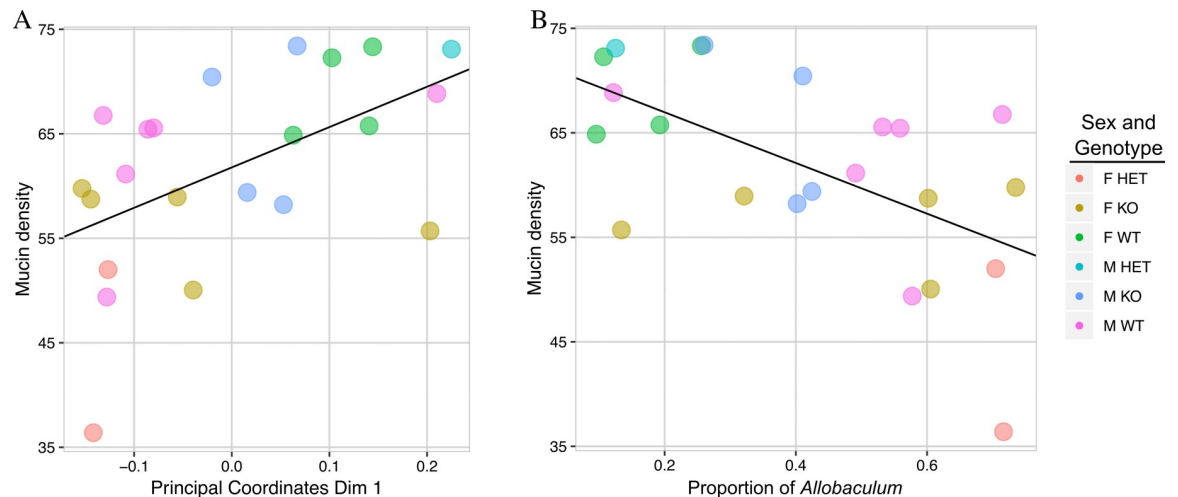 A
75
65
55
45
35
Mucin density
−0.1
0.0
0.1
0.2
Principal Coordinates Dim 1
B
75
65
55
45
35
Mucin density
0.2
0.4
0.6
Proportion of Allobaculum
Sex and
Genotype
F HET
F KO
F WT
M HET
M KO
M WT